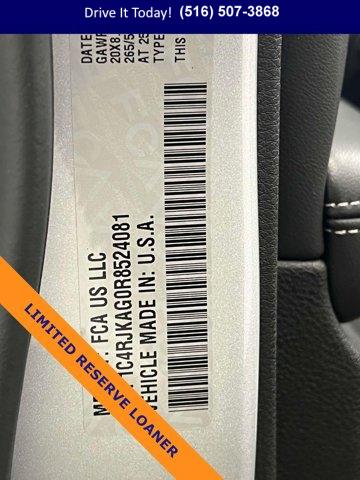 Drive It Today! (516) 507-3868
DATE
GAWR
20X8.
265/5
AT 25
TYPE
THIS
FCA US LLC
1C4RJKAG0R8524081
VEHICLE MADE IN: U.S.A.
LIMITED RESERVE LOANER